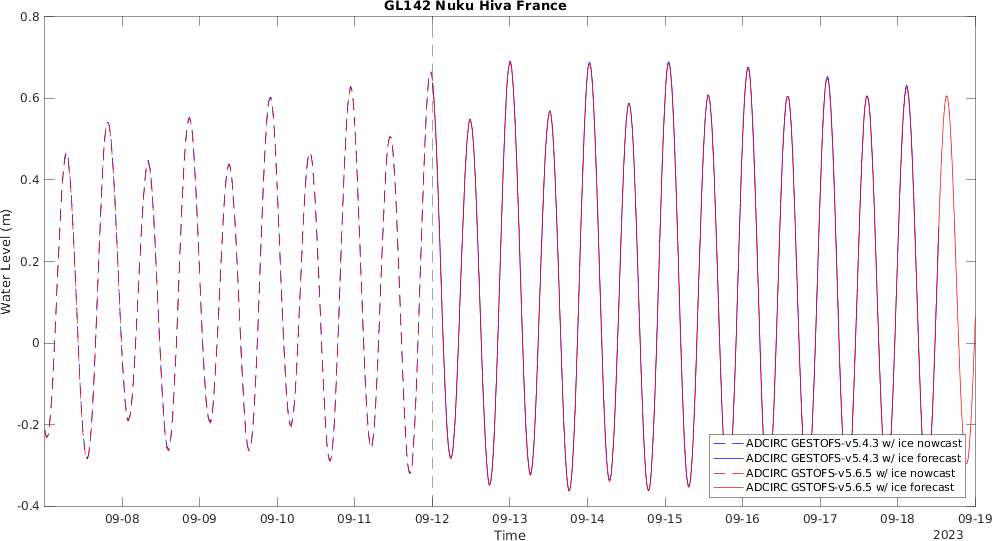 GL142 Nuku Hiva France
0.8
0.6
0.4
0.2
0
-0.2
-0.4
Water Level (m)
ADCIRC GESTOFS-v5.4.3 w/ ice nowcast
ADCIRC GESTOFS-v5.4.3 w/ ice forecast
ADCIRC GSTOFS-v5.6.5 w/ ice nowcast
ADCIRC GSTOFS-v5.6.5 w/ ice forecast
09-08 09-09 09-10 09-11 09-12 09-13 09-14 09-15 09-16 09-17 09-18 09-19
Time
2023